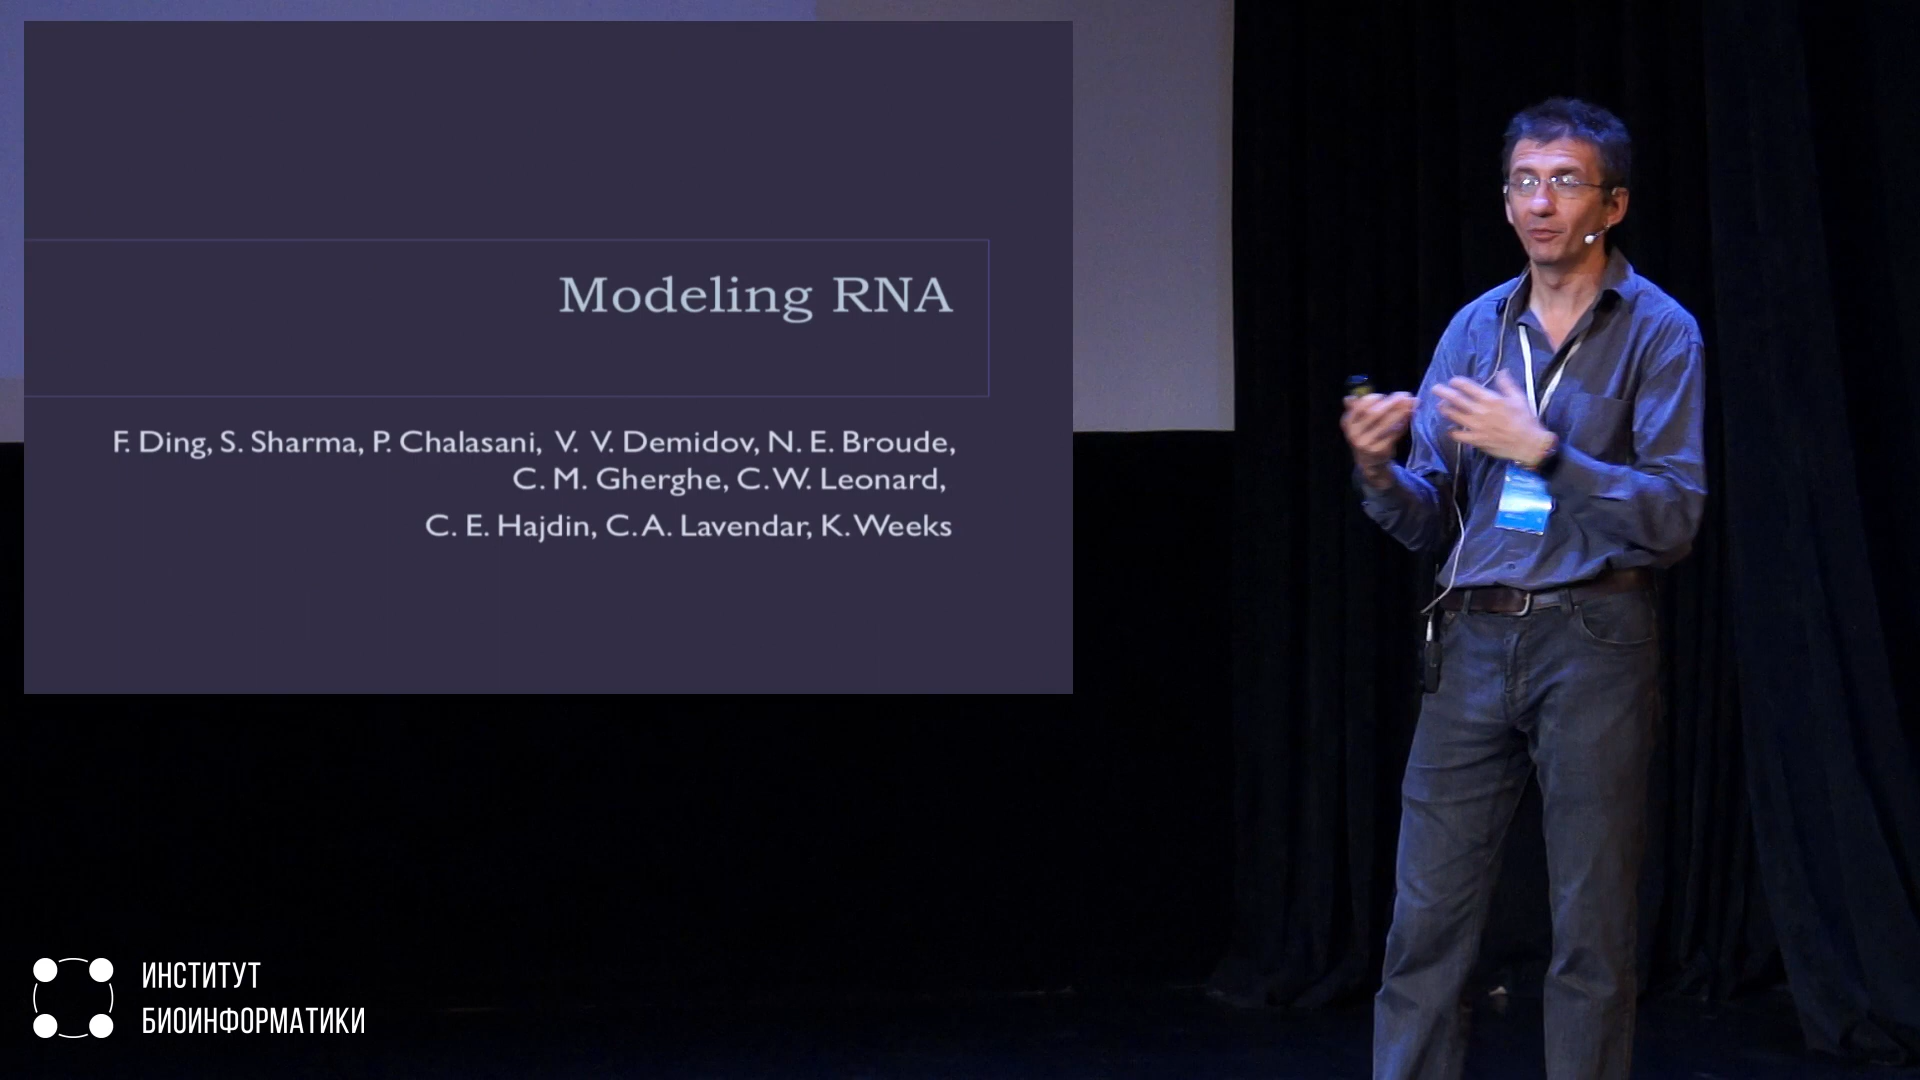 Modeling RNA
F. Ding, S. Sharma, P. Chalasani, V. V. Demidov, N. E. Broude,
C. M. Gherghe, C. W. Leonard,
C. E. Hajdin, C. A. Lavendar, K. Weeks
ИНСТИТУТ
БИОИНФОРМАТИКИ